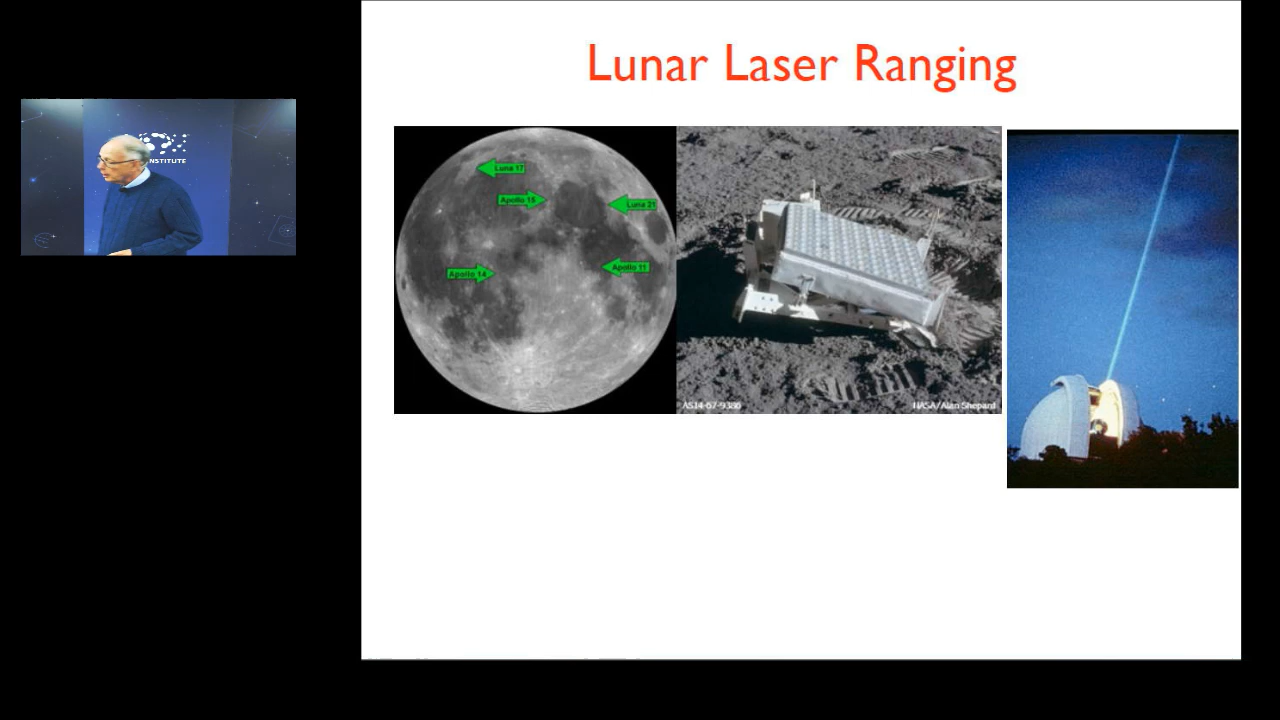 Lunar Laser Ranging
NSTITUTE
Luna 17
Apollo 15
Luna 21
Apollo 14
Apollo 11
AS14-67-9386
NASA/Alan Shepard